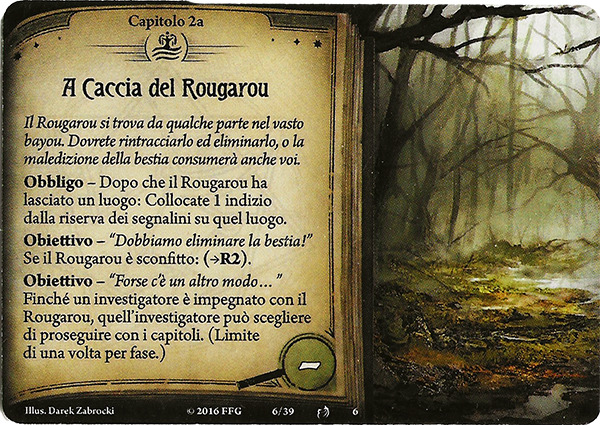 Capitolo 2a
A Caccia del Rougarou
Il Rougarou si trova da qualche parte nel vasto
bayou. Dovrete rintracciarlo ed eliminarlo, o la
maledizione della bestia consumerà anche voi.
Obbligo – Dopo che il Rougarou ha
lasciato un luogo: Collocate 1 indizio
dalla riserva dei segnalini su quel luogo.
Obiettivo – “Dobbiamo eliminare la bestia!”
Se il Rougarou è sconfitto: (→R2).
Obiettivo – “Forse c'è un altro modo…”
Finché un investigatore è impegnato con il
Rougarou, quell'investigatore può scegliere
di proseguire con i capitoli. (Limite
di una volta per fase.)
–
Illus. Darek Zabrocki © 2016 FFG 6/39 6